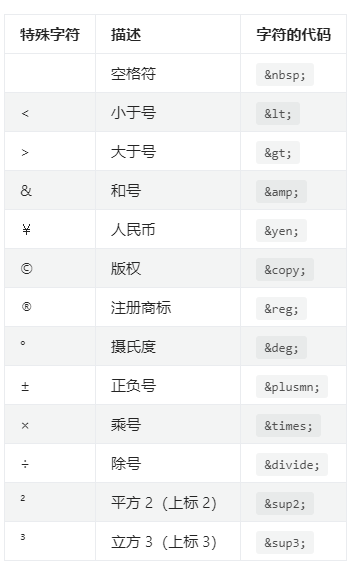 特殊字符 描述 字符的代码
空格符 &nbsp;
< 小于号 &lt;
> 大于号 &gt;
& 和号 &amp;
¥ 人民币 &yen;
© 版权 &copy;
® 注册商标 &reg;
° 摄氏度 &deg;
± 正负号 &plusmn;
× 乘号 &times;
÷ 除号 &divide;
² 平方 2（上标 2） &sup2;
³ 立方 3（上标 3） &sup3;